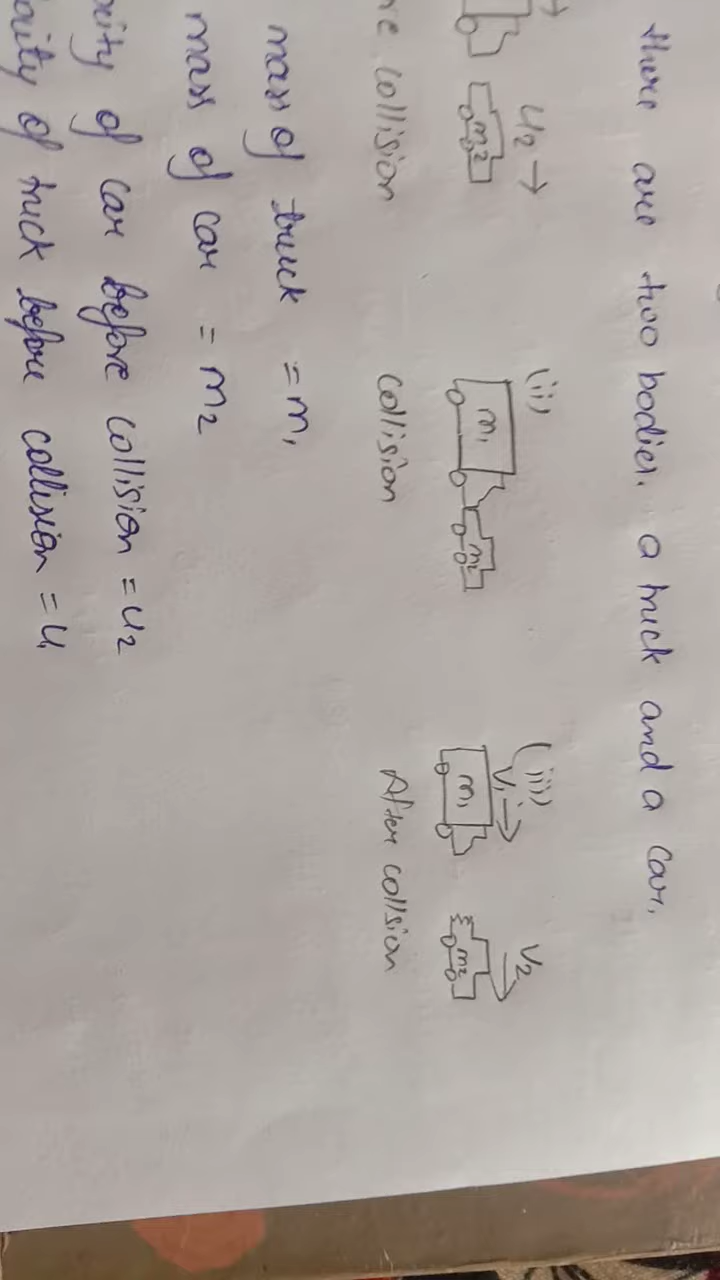 there are two bodies. a truck and a car.
u2 → (ii) (iii)
v1 → v2
m2 m1 m2 m1 m2
collision collision After collsion
mass of truck = m1
mass of car = m2
of car before collision = u2
of truck before collision = u1